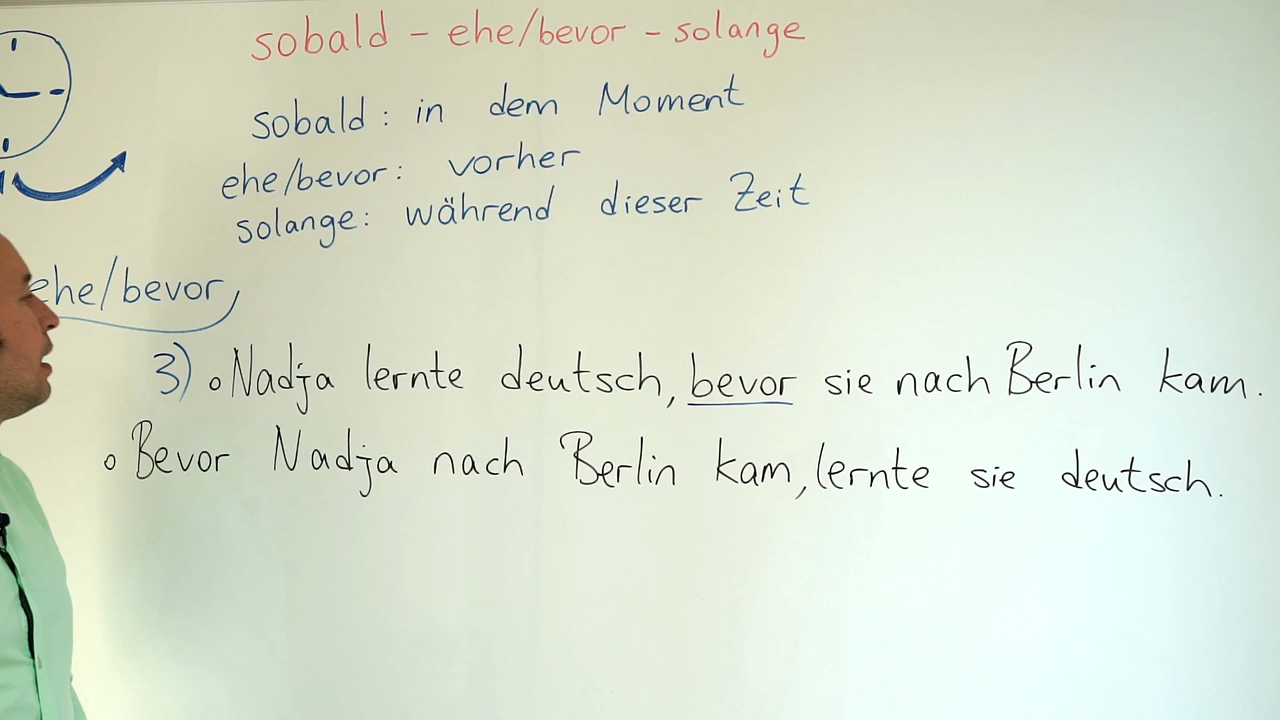 sobald - ehe/bevor - solange
sobald: in dem Moment
ehe/bevor: vorher
solange: während dieser Zeit
ehe/bevor
3) Nadja lernte deutsch, bevor sie nach Berlin kam.
Bevor Nadja nach Berlin kam, lernte sie deutsch.